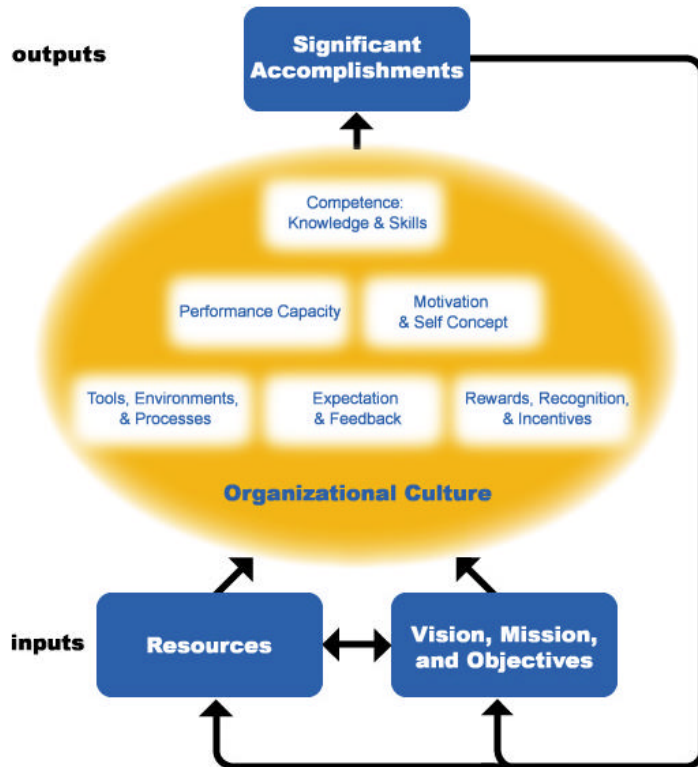 outputs
Significant
Accomplishments
Competence:
Knowledge & Skills
Performance Capacity
Motivation
& Self Concept
Tools, Environments,
& Processes
Expectation
& Feedback
Rewards, Recognition,
& Incentives
Organizational Culture
inputs
Resources
Vision, Mission,
and Objectives